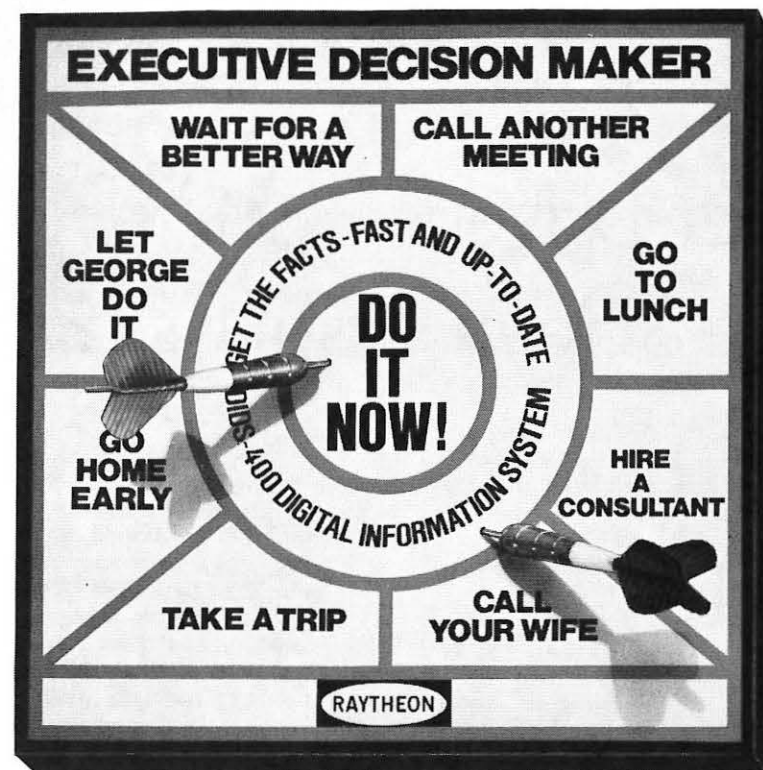 EXECUTIVE DECISION MAKER
WAIT FOR A
BETTER WAY
CALL ANOTHER
MEETING
LET
GEORGE
DO
IT
GO
TO
LUNCH
GET THE FACTS-FAST AND UP-TO-DATE
DIDS-400 DIGITAL INFORMATION SYSTEM
DO
IT
NOW!
GO
HOME
EARLY
HIRE
A
CONSULTANT
TAKE A TRIP
CALL
YOUR WIFE
RAYTHEON